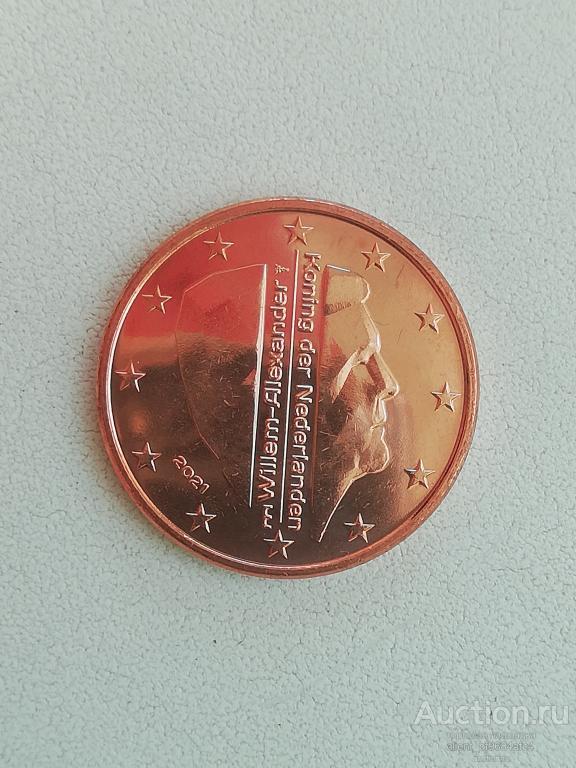 Willem-Alexander
Koning der Nederlanden
2021
Auction.ru